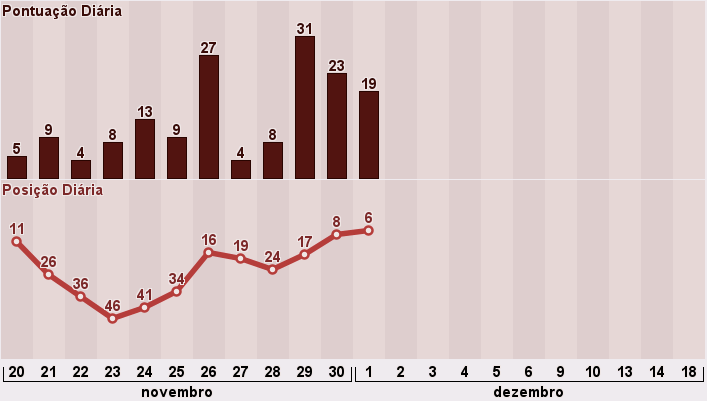 Pontuação Diária
5 9 4 8 13 9 27 4 8 31 23 19
Posição Diária
11 26 36 46 41 34 16 19 24 17 8 6
20 21 22 23 24 25 26 27 28 29 30 1 2 3 4 5 6 9 10 13 14 18
novembro dezembro